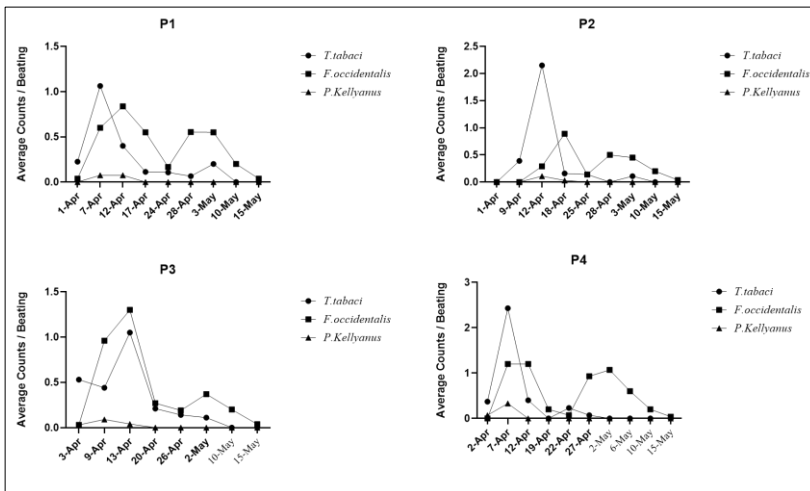 P1
Average Counts / Beating
1.5
1.0
0.5
0.0
1-Apr
7-Apr
12-Apr
17-Apr
24-Apr
28-Apr
3-May
10-May
15-May
T.tabaci
F.occidentalis
P.Kellyanus
P2
Average Counts / Beating
2.5
2.0
1.5
1.0
0.5
0.0
1-Apr
9-Apr
12-Apr
18-Apr
25-Apr
28-Apr
3-May
10-May
15-May
T.tabaci
F.occidentalis
P.Kellyanus
P3
Average Counts / Beating
1.5
1.0
0.5
0.0
3-Apr
9-Apr
13-Apr
20-Apr
26-Apr
2-May
10-May
15-May
T.tabaci
F.occidentalis
P.Kellyanus
P4
Average Counts / Beating
3
2
1
0
2-Apr
7-Apr
12-Apr
19-Apr
22-Apr
27-Apr
2-May
6-May
10-May
15-May
T.tabaci
F.occidentalis
P.Kellyanus